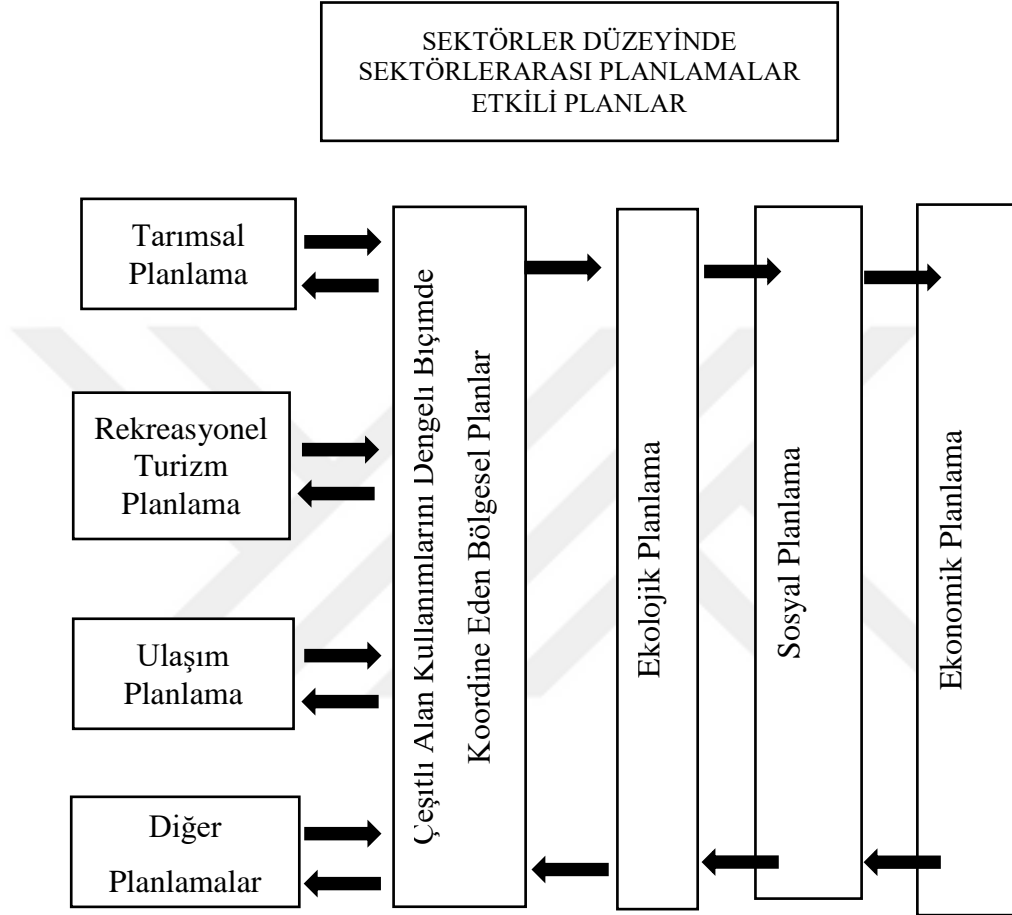 SEKTÖRLER DÜZEYİNDE
SEKTÖRLERARASI PLANLAMALAR
ETKİLİ PLANLAR
Tarımsal
Planlama
Rekreasyonel
Turizm
Planlama
Ulaşım
Planlama
Diğer
Planlamalar
Çeşitli Alan Kullanımlarını Dengeli Biçimde
Koordine Eden Bölgesel Planlar
Ekolojik Planlama
Sosyal Planlama
Ekonomik Planlama